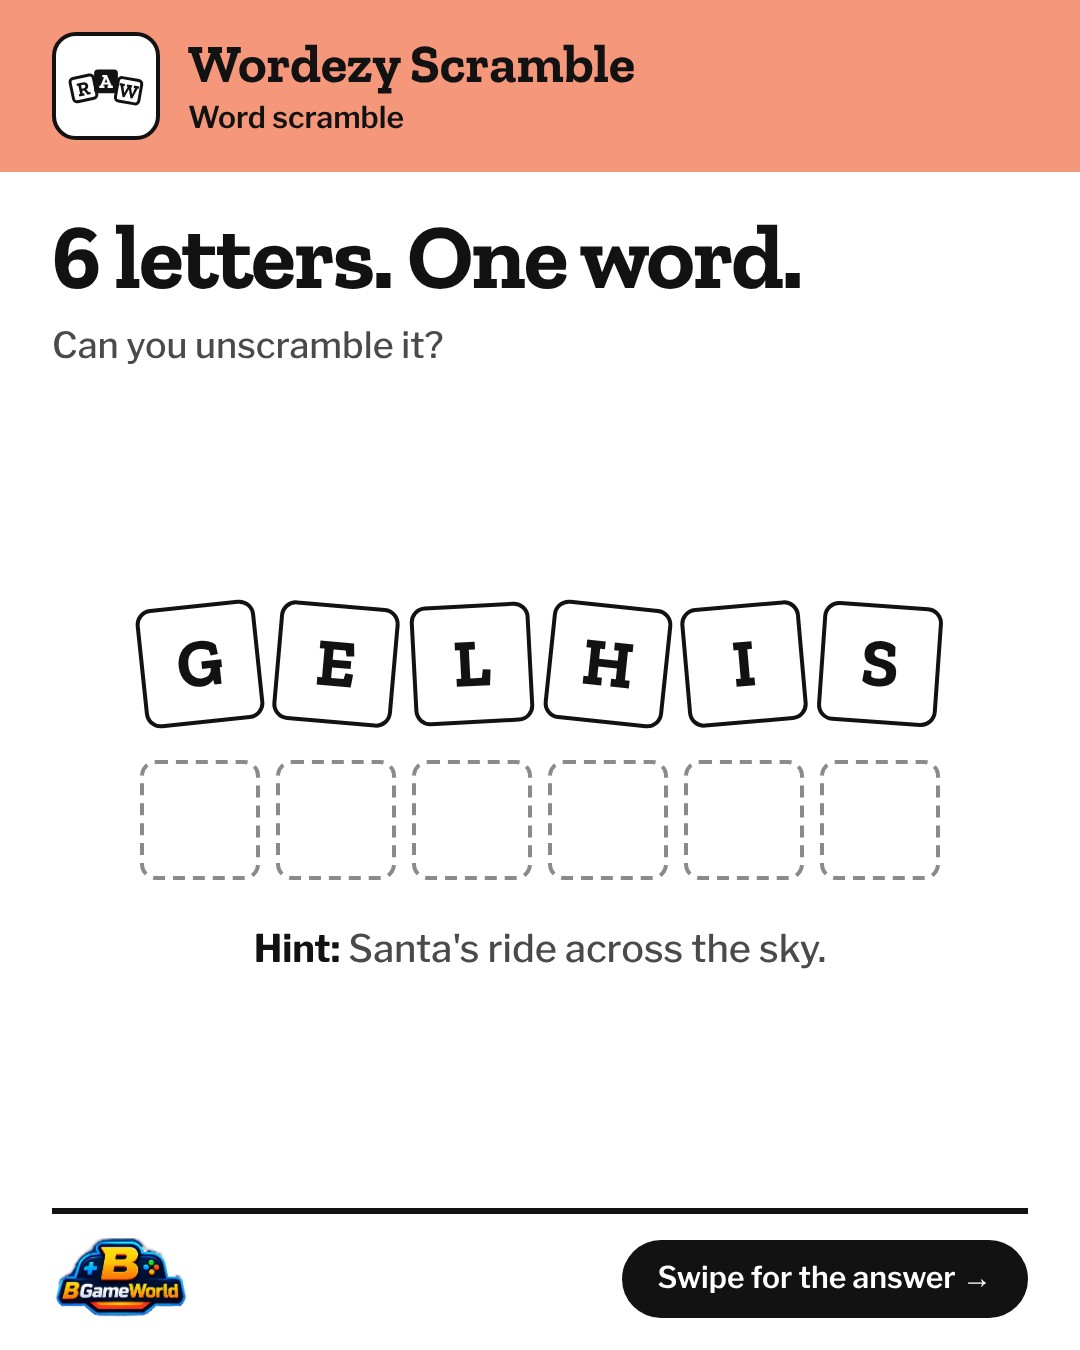 R A W
Wordezy Scramble
Word scramble
6 letters. One word.
Can you unscramble it?
G E L H I S
Hint: Santa's ride across the sky.
B
BGameWorld
Swipe for the answer →